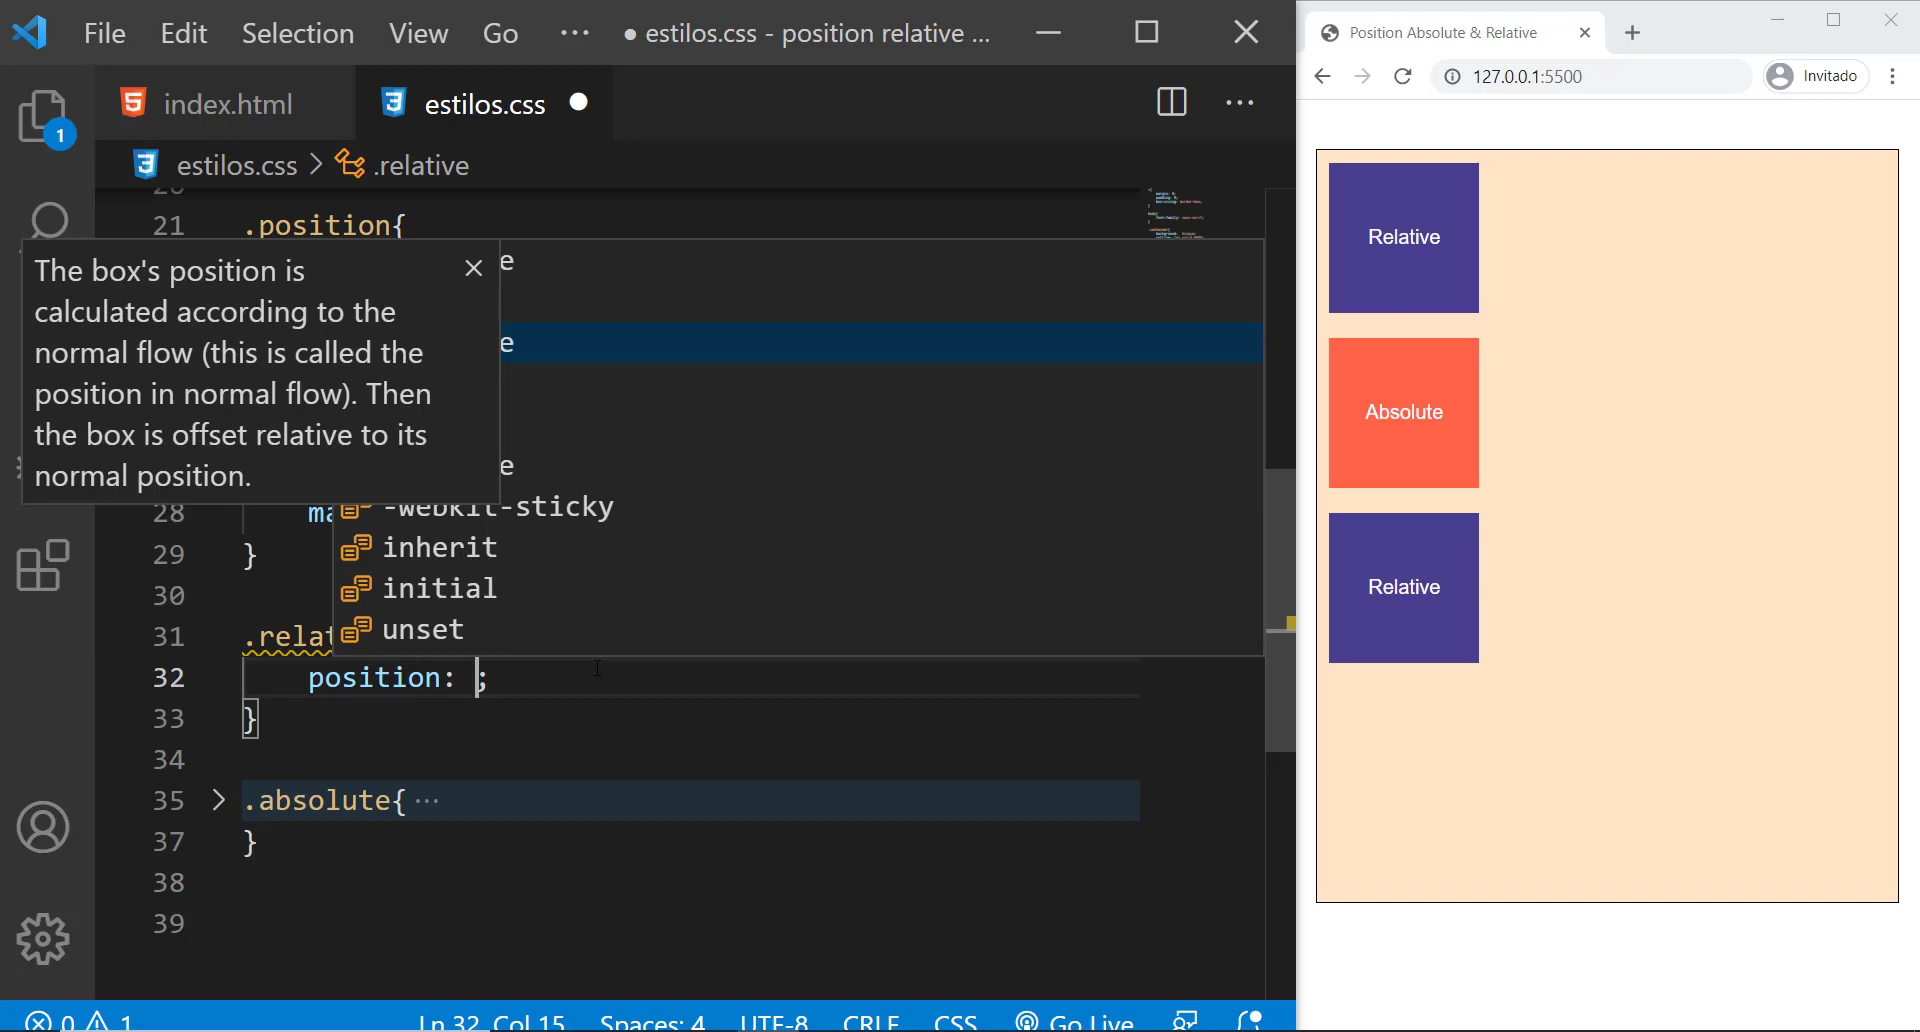 File Edit Selection View Go ··· ● estilos.css - position relative ...
index.html
estilos.css ●
estilos.css > .relative
21 .position{
The box's position is
calculated according to the
normal flow (this is called the
position in normal flow). Then
the box is offset relative to its
normal position.
e
e
e
-webkit-sticky
28 ma
inherit
29 }
initial
30
unset
31 .relat
32 position: ;
33 }
34
35 .absolute{ ···
37 }
38
39
1
0 1 Ln 32, Col 15 Spaces: 4 UTF-8 CRLF CSS Go Live
Position Absolute & Relative
127.0.0.1:5500
Invitado
Relative
Absolute
Relative